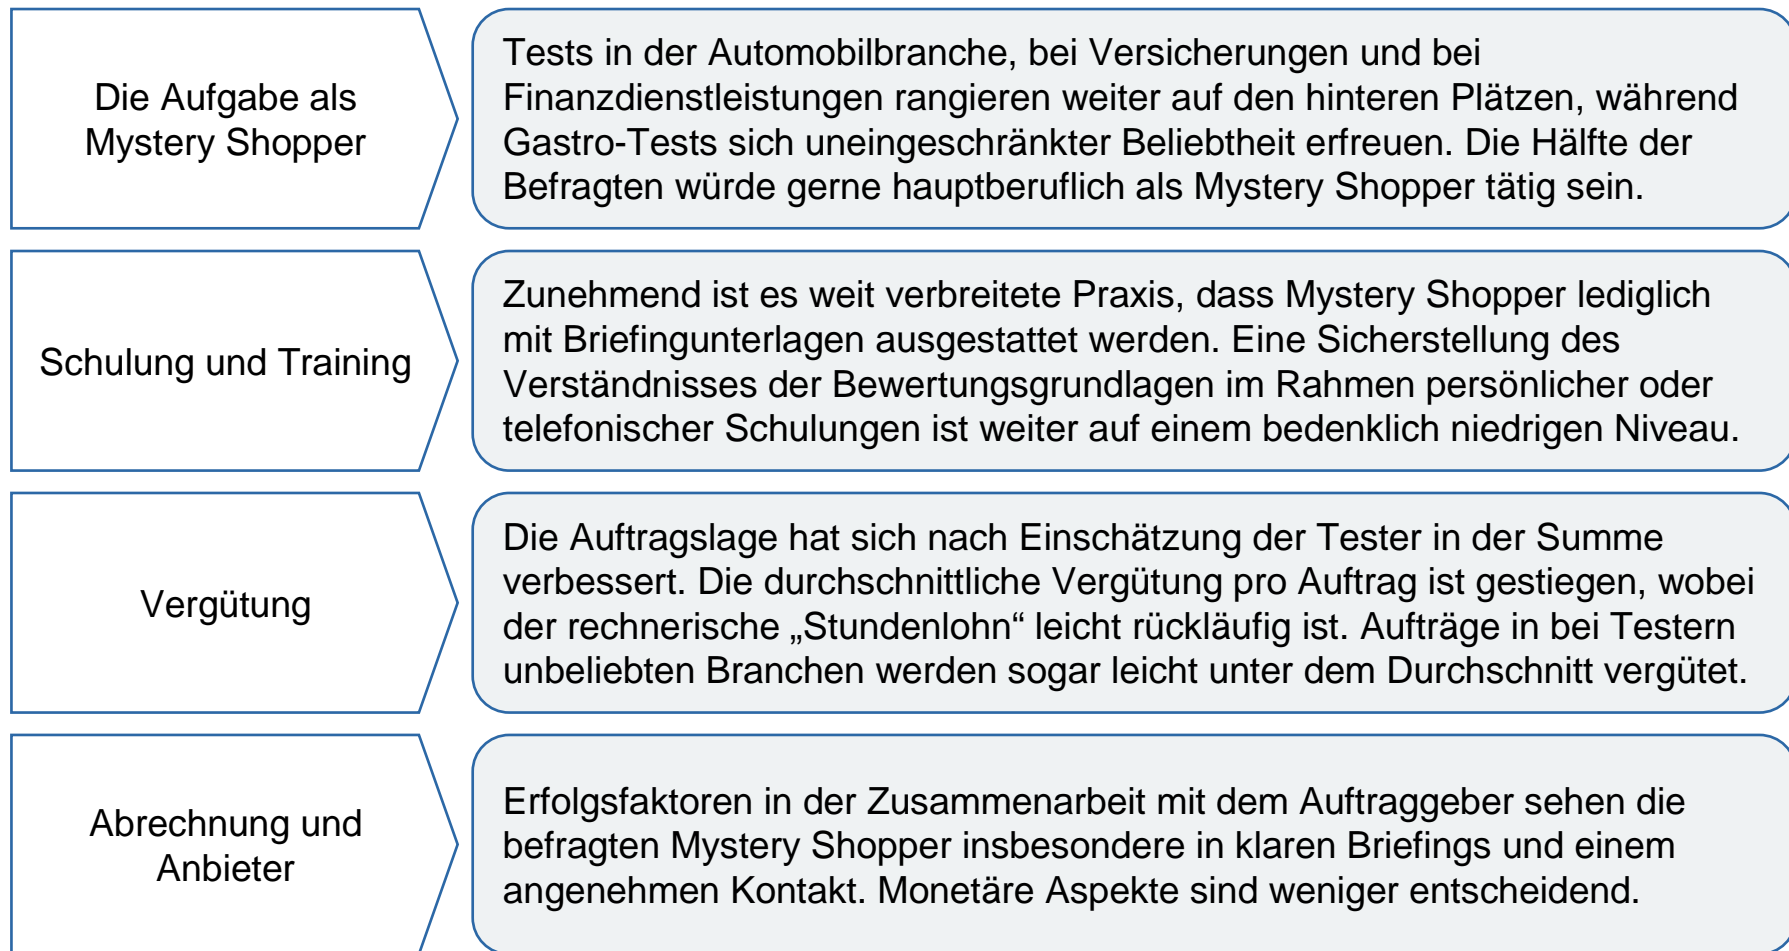 Die Aufgabe als
Mystery Shopper
Tests in der Automobilbranche, bei Versicherungen und bei
Finanzdienstleistungen rangieren weiter auf den hinteren Plätzen, während
Gastro-Tests sich uneingeschränkter Beliebtheit erfreuen. Die Hälfte der
Befragten würde gerne hauptberuflich als Mystery Shopper tätig sein.
Schulung und Training
Zunehmend ist es weit verbreitete Praxis, dass Mystery Shopper lediglich
mit Briefingunterlagen ausgestattet werden. Eine Sicherstellung des
Verständnisses der Bewertungsgrundlagen im Rahmen persönlicher oder
telefonischer Schulungen ist weiter auf einem bedenklich niedrigen Niveau.
Vergütung
Die Auftragslage hat sich nach Einschätzung der Tester in der Summe
verbessert. Die durchschnittliche Vergütung pro Auftrag ist gestiegen, wobei
der rechnerische „Stundenlohn“ leicht rückläufig ist. Aufträge in bei Testern
unbeliebten Branchen werden sogar leicht unter dem Durchschnitt vergütet.
Abrechnung und
Anbieter
Erfolgsfaktoren in der Zusammenarbeit mit dem Auftraggeber sehen die
befragten Mystery Shopper insbesondere in klaren Briefings und einem
angenehmen Kontakt. Monetäre Aspekte sind weniger entscheidend.